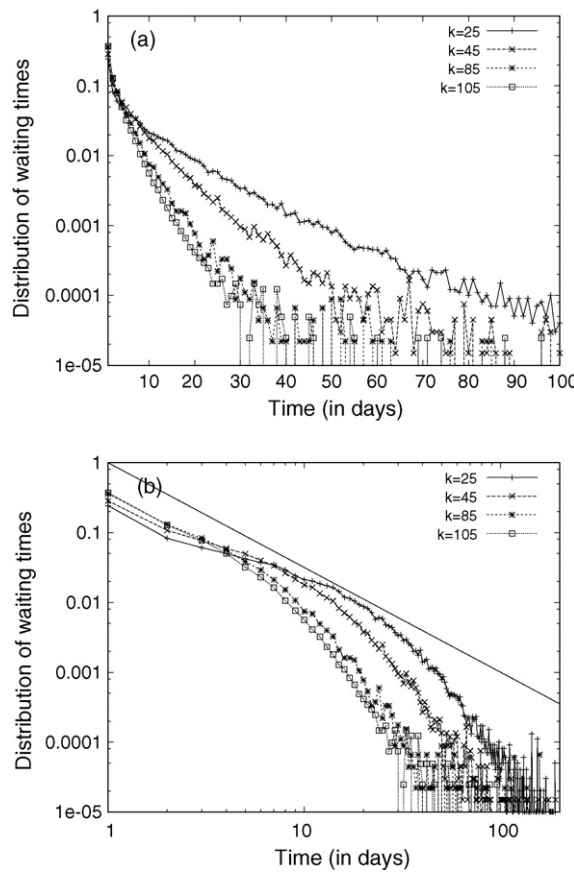 (a)
k=25
k=45
k=85
k=105
1
0.1
0.01
0.001
0.0001
1e-05
Distribution of waiting times
10 20 30 40 50 60 70 80 90 100
Time (in days)
(b)
k=25
k=45
k=85
k=105
1
0.1
0.01
0.001
0.0001
1e-05
Distribution of waiting times
1 10 100
Time (in days)